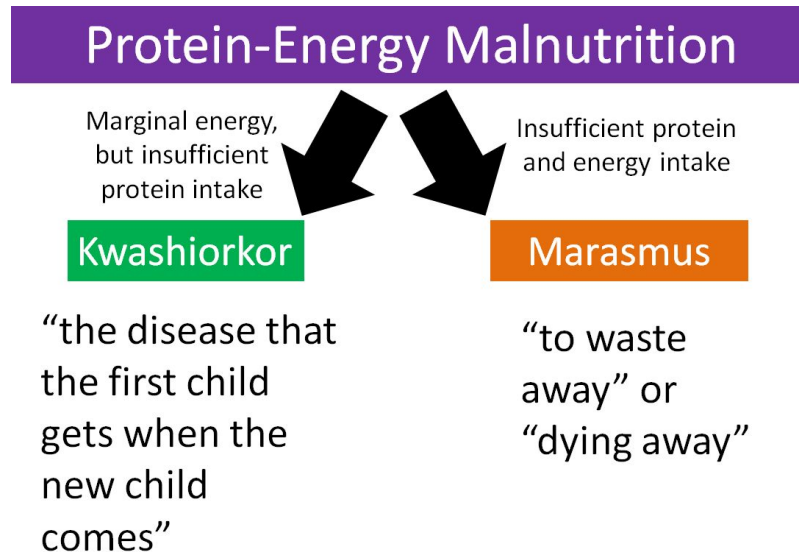 Protein-Energy Malnutrition
Marginal energy,
but insufficient
protein intake
Kwashiorkor
“the disease that
the first child
gets when the
new child
comes”
Insufficient protein
and energy intake
Marasmus
“to waste
away” or
“dying away”